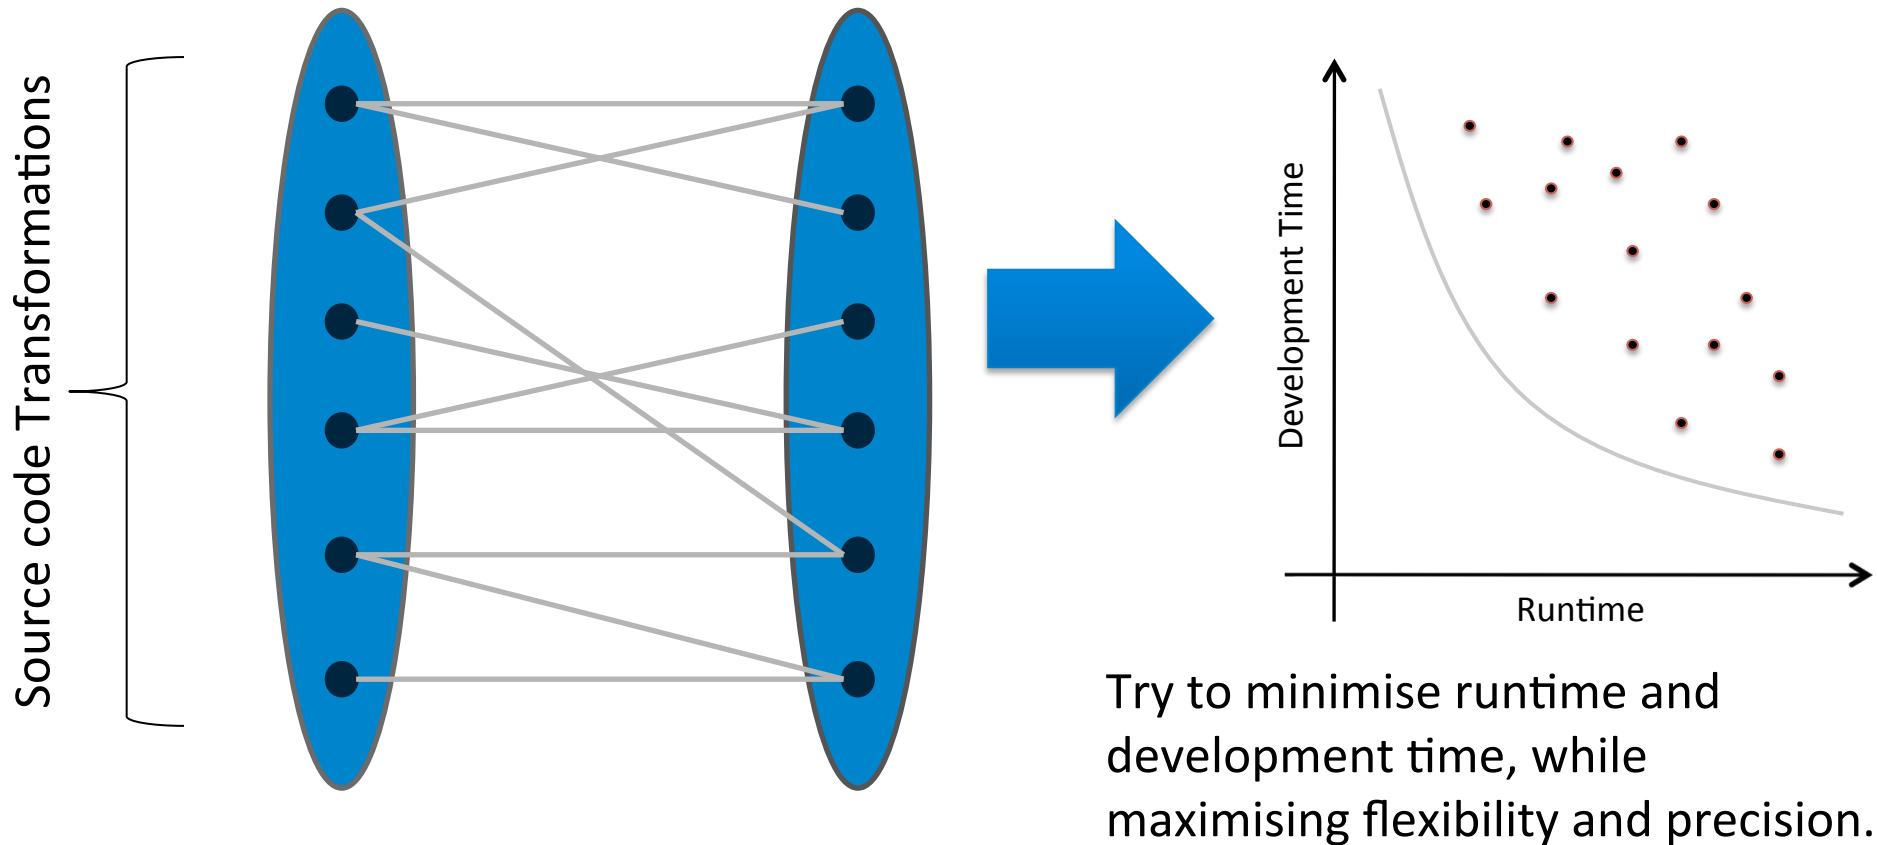 Source code Transformations
Development Time
Runtime
Try to minimise runtime and
development time, while
maximising flexibility and precision.